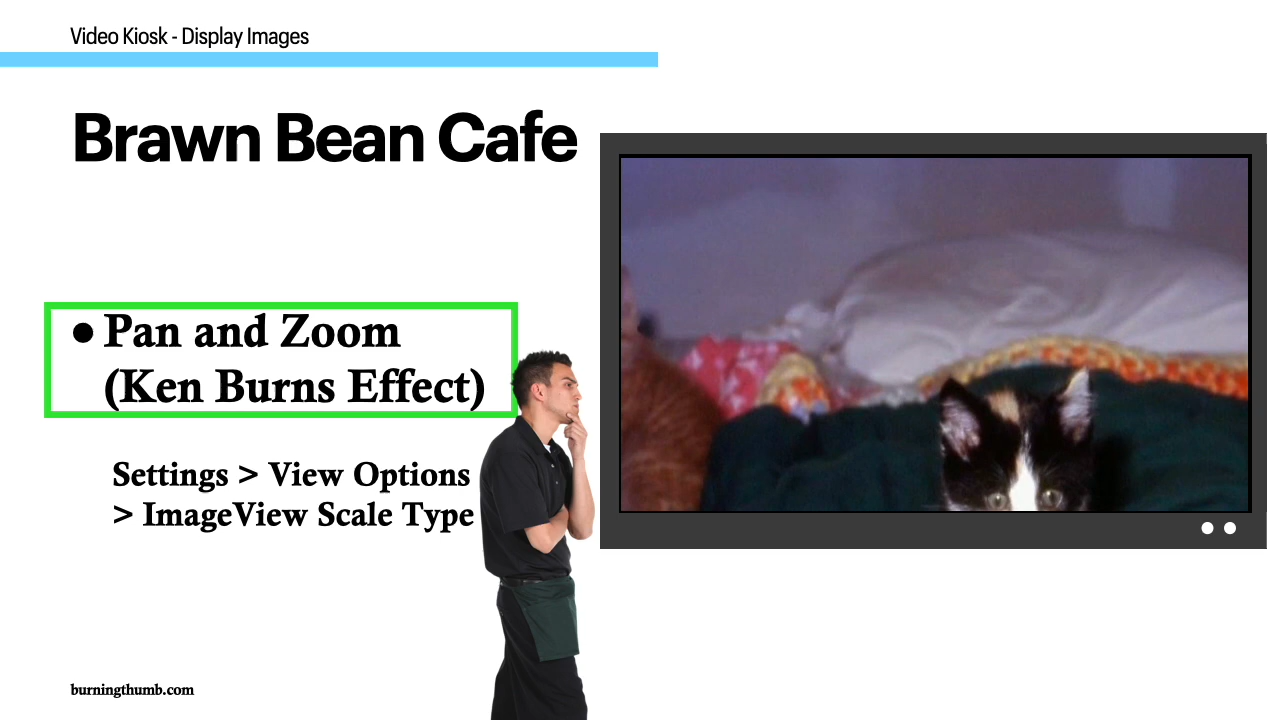 Video Kiosk - Display Images
Brawn Bean Cafe
• Pan and Zoom
(Ken Burns Effect)
Settings > View Options
> ImageView Scale Type
burningthumb.com